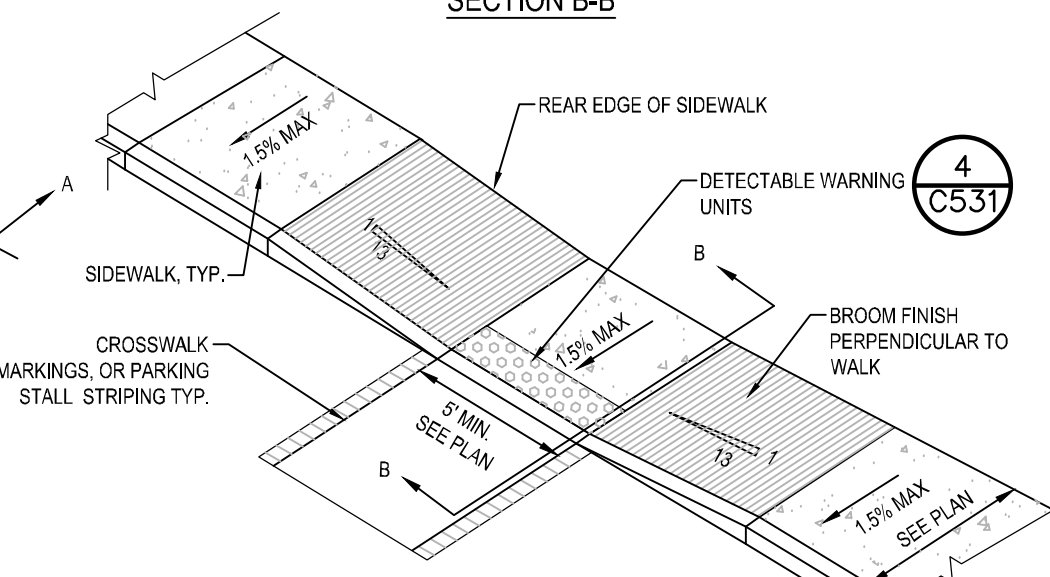 SECTION B-B
REAR EDGE OF SIDEWALK
1.5% MAX
DETECTABLE WARNING
UNITS
4
C531
A
1
13
B
SIDEWALK, TYP.
1.5% MAX
BROOM FINISH
PERPENDICULAR TO
WALK
CROSSWALK
MARKINGS, OR PARKING
STALL STRIPING TYP.
5' MIN.
SEE PLAN
B
13
1
1.5% MAX
SEE PLAN